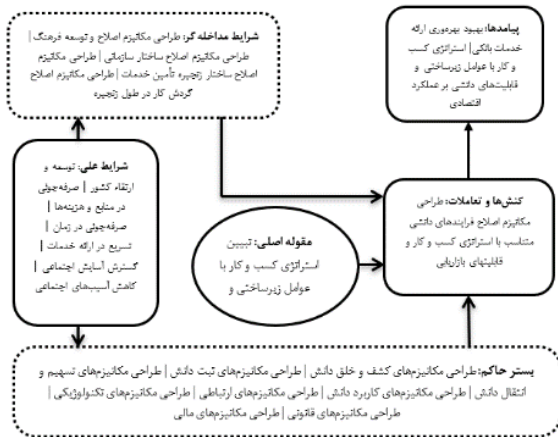 شرایط مداخله گر: طراحی مکانیزم اصلاح و توسعه فرهنگ|
طراحی مکانیزم اصلاح ساختار سازمانی| طراحی مکانیزم
اصلاح ساختار زنجیره تأمین خدمات| طراحی مکانیزم اصلاح
گردش کار در طول زنجیره
پیامدها: بهبود بهره‌وری ارائه
خدمات بانکی| استراتژی کسب
و کار با عوامل زیرساختی و
قابلیت‌های دانشی بر عملکرد
اقتصادی
شرایط علی: توسعه و
ارتقاء کشور | صرفه‌جوئی
در منابع و هزینه‌ها |
صرفه‌جوئی در زمان |
تسریع در ارائه خدمات |
گسترش آسایش اجتماعی |
کاهش آسیب‌های اجتماعی
مقوله اصلی: تبیین
استراتژی کسب و کار با
عوامل زیرساختی و
کنش‌ها و تعاملات: طراحی
مکانیزم اصلاح فرایندهای دانشی
متناسب با استراتژی کسب و کار و
قابلیتهای بازاریابی
بستر حاکم: طراحی مکانیزم‌های کشف و خلق دانش | طراحی مکانیزم‌های ثبت دانش | طراحی مکانیزم‌های تسهیم و
انتقال دانش | طراحی مکانیزم‌های کاربرد دانش | طراحی مکانیزم‌های ارتباطی | طراحی مکانیزم‌های تکنولوژیکی |
طراحی مکانیزم‌های قانونی | طراحی مکانیزم‌های مالی